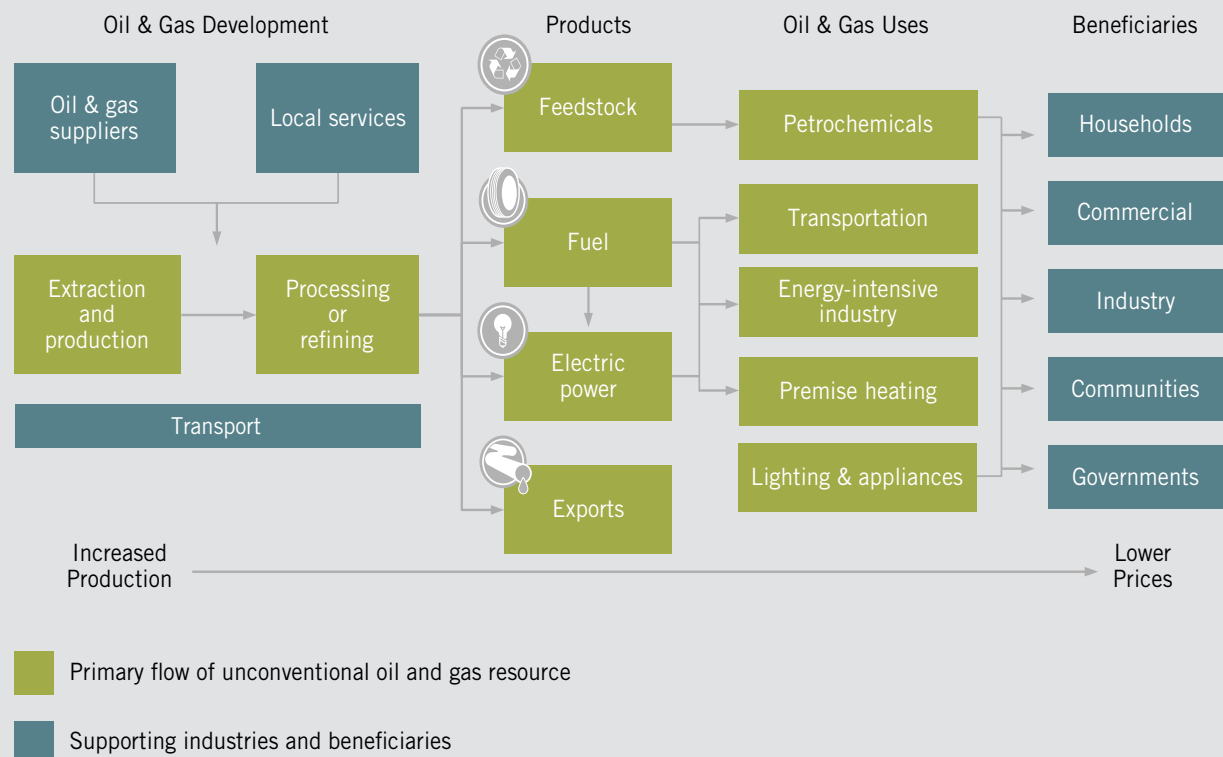 Oil & Gas Development
Products
Oil & Gas Uses
Beneficiaries
Oil & gas
suppliers
Local services
Extraction
and
production
Processing
or
refining
Transport
Feedstock
Fuel
Electric
power
Exports
Petrochemicals
Transportation
Energy-intensive
industry
Premise heating
Lighting & appliances
Households
Commercial
Industry
Communities
Governments
Increased
Production
Lower
Prices
Primary flow of unconventional oil and gas resource
Supporting industries and beneficiaries